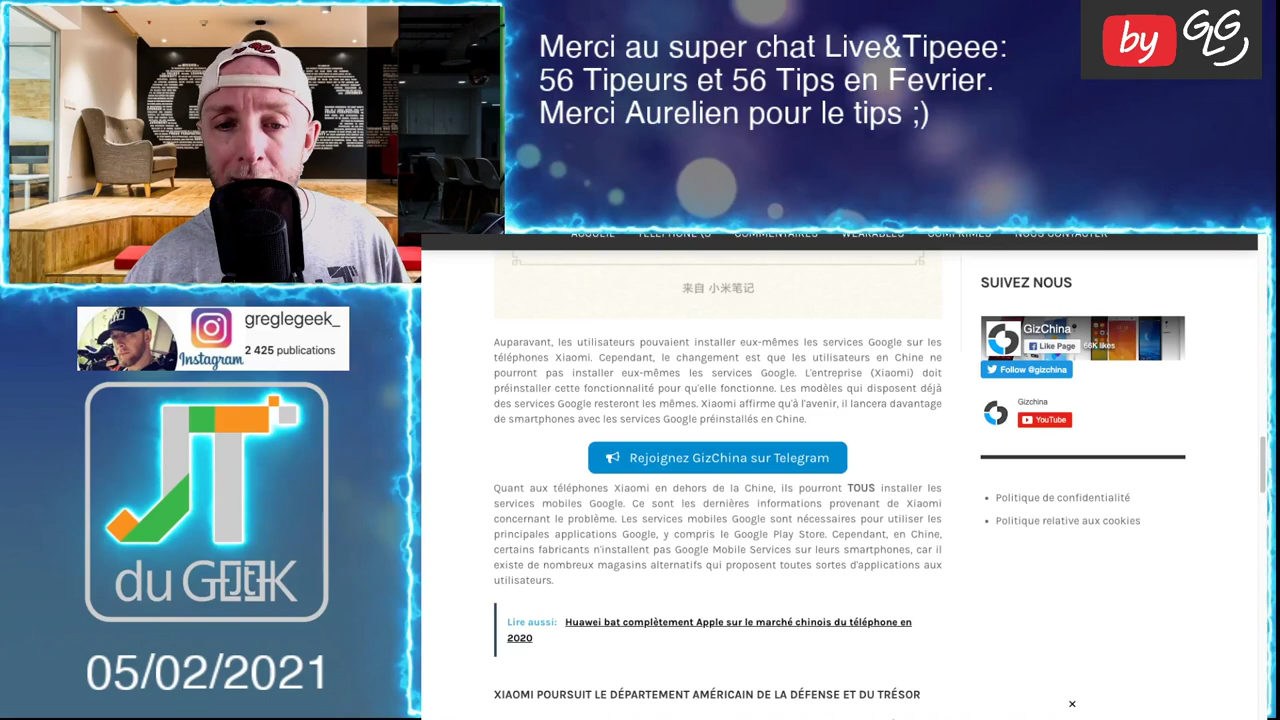 Merci au super chat Live&Tipeee:
56 Tipeurs et 56 Tips en Fevrier.
Merci Aurelien pour le tips ;)
by GLG
greglegeek_
Instagram
2 425 publications
JT
du GEEK
05/02/2021
ACCUEIL TÉLÉPHONE (S COMMENTAIRES WEARABLES COMPRIMÉS NOUS CONTACTER
来自 小米笔记
Auparavant, les utilisateurs pouvaient installer eux-mêmes les services Google sur les
téléphones Xiaomi. Cependant, le changement est que les utilisateurs en Chine ne
pourront pas installer eux-mêmes les services Google. L'entreprise (Xiaomi) doit
préinstaller cette fonctionnalité pour qu'elle fonctionne. Les modèles qui disposent déjà
des services Google resteront les mêmes. Xiaomi affirme qu'à l'avenir, il lancera davantage
de smartphones avec les services Google préinstallés en Chine.
Rejoignez GizChina sur Telegram
Quant aux téléphones Xiaomi en dehors de la Chine, ils pourront TOUS installer les
services mobiles Google. Ce sont les dernières informations provenant de Xiaomi
concernant le problème. Les services mobiles Google sont nécessaires pour utiliser les
principales applications Google, y compris le Google Play Store. Cependant, en Chine,
certains fabricants n'installent pas Google Mobile Services sur leurs smartphones, car il
existe de nombreux magasins alternatifs qui proposent toutes sortes d'applications aux
utilisateurs.
Lire aussi: Huawei bat complètement Apple sur le marché chinois du téléphone en
2020
XIAOMI POURSUIT LE DÉPARTEMENT AMÉRICAIN DE LA DÉFENSE ET DU TRÉSOR
SUIVEZ NOUS
GizChina
Like Page 66K likes
Follow @gizchina
Gizchina
YouTube
Politique de confidentialité
Politique relative aux cookies